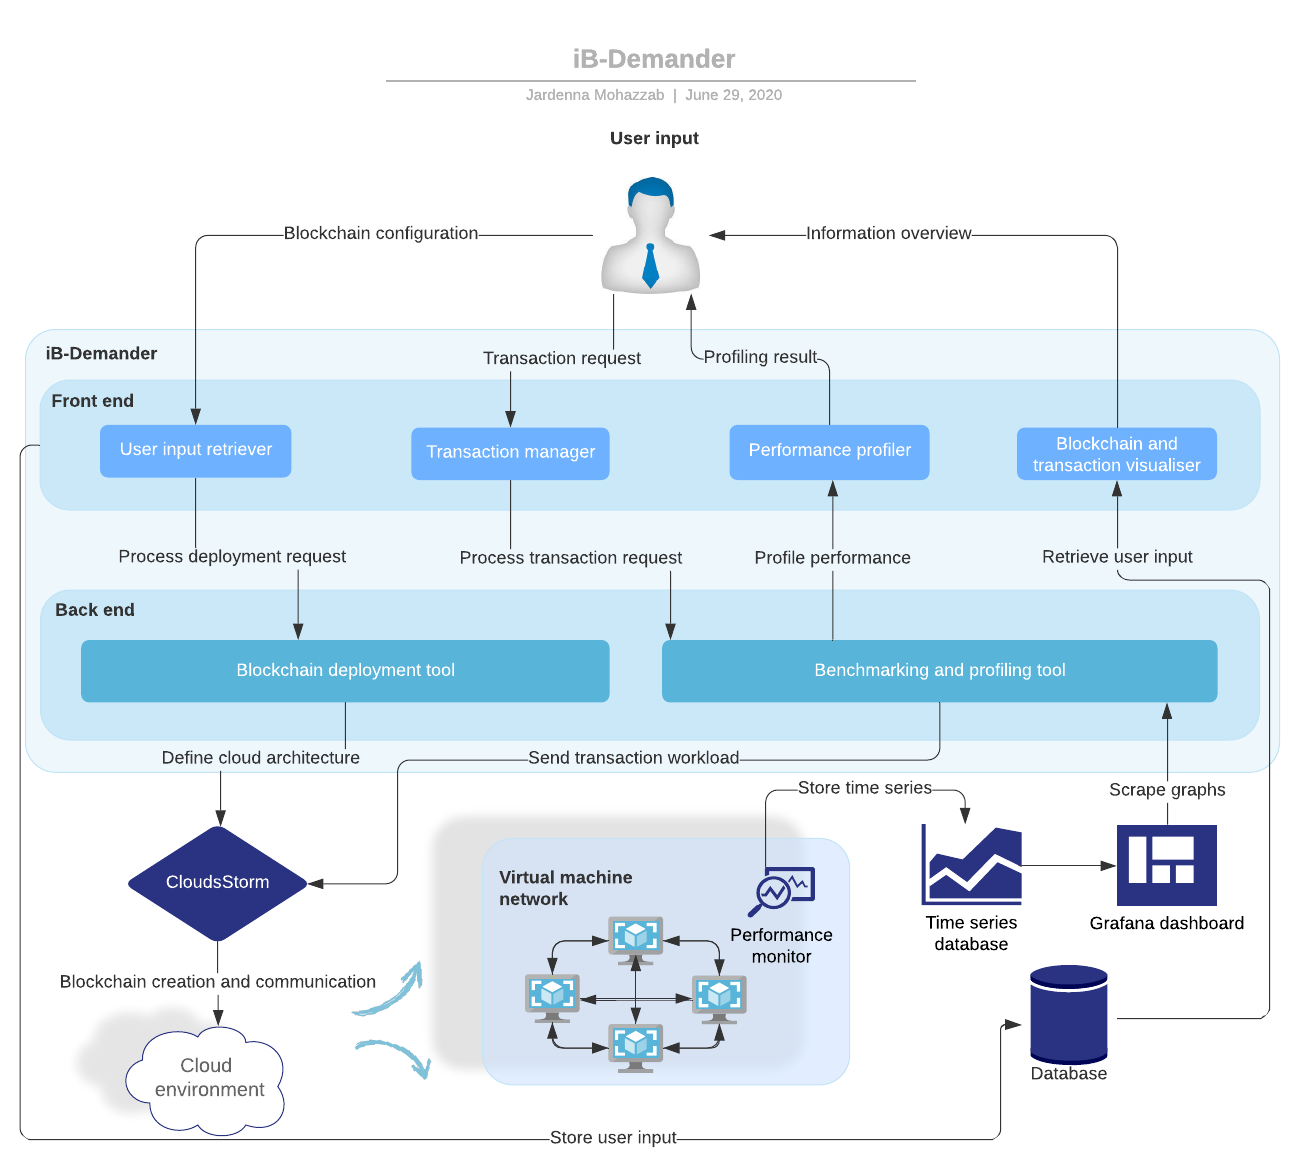 iB-Demander
Jardenna Mohazzab | June 29, 2020
User input
Blockchain configuration
Information overview
iB-Demander
Transaction request
Profiling result
Front end
User input retriever
Transaction manager
Performance profiler
Blockchain and
transaction visualiser
Process deployment request
Process transaction request
Profile performance
Retrieve user input
Back end
Blockchain deployment tool
Benchmarking and profiling tool
Define cloud architecture
Send transaction workload
Store time series
Scrape graphs
CloudsStorm
Virtual machine
network
Performance
monitor
Time series
database
Grafana dashboard
Blockchain creation and communication
Cloud
environment
Database
Store user input